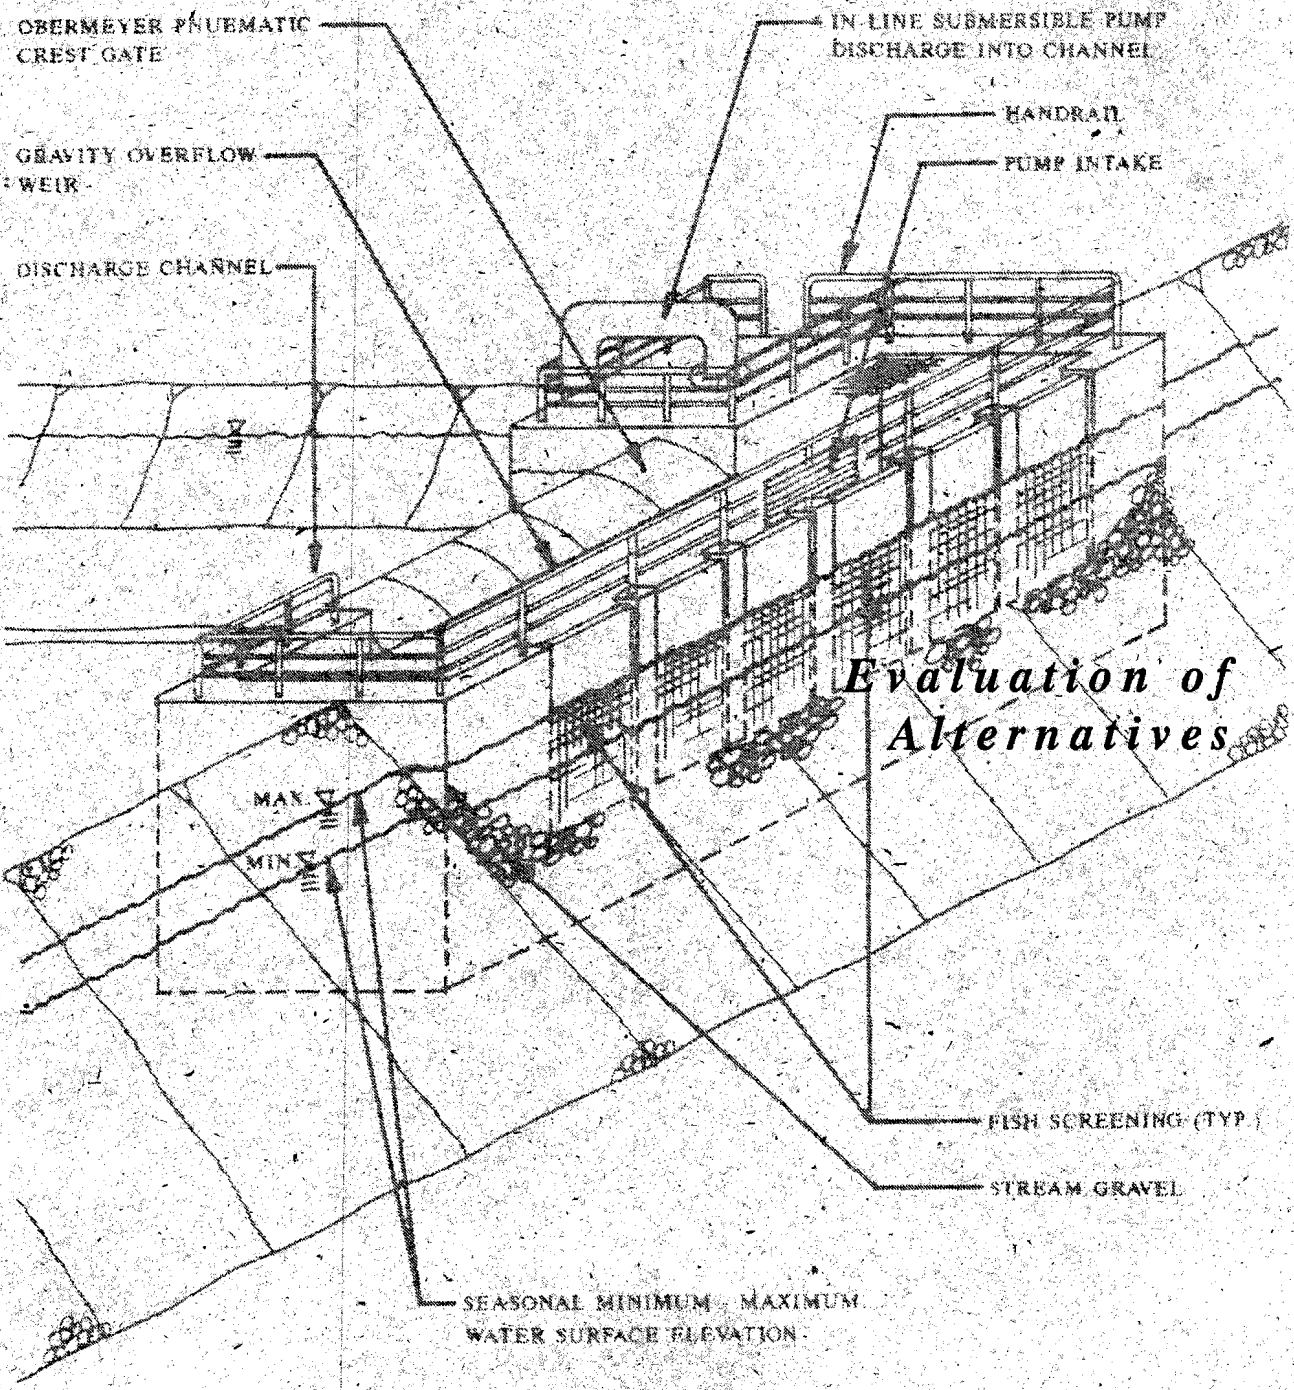 OBERMEYER PNUEMATIC
CREST GATE
IN-LINE SUBMERSIBLE PUMP
DISCHARGE INTO CHANNEL
HANDRAIL
GRAVITY OVERFLOW
WEIR
PUMP INTAKE
DISCHARGE CHANNEL
Evaluation of
Alternatives
MAX.
MIN.
FISH SCREENING (TYP.)
STREAM GRAVEL
SEASONAL MINIMUM - MAXIMUM
WATER SURFACE ELEVATION